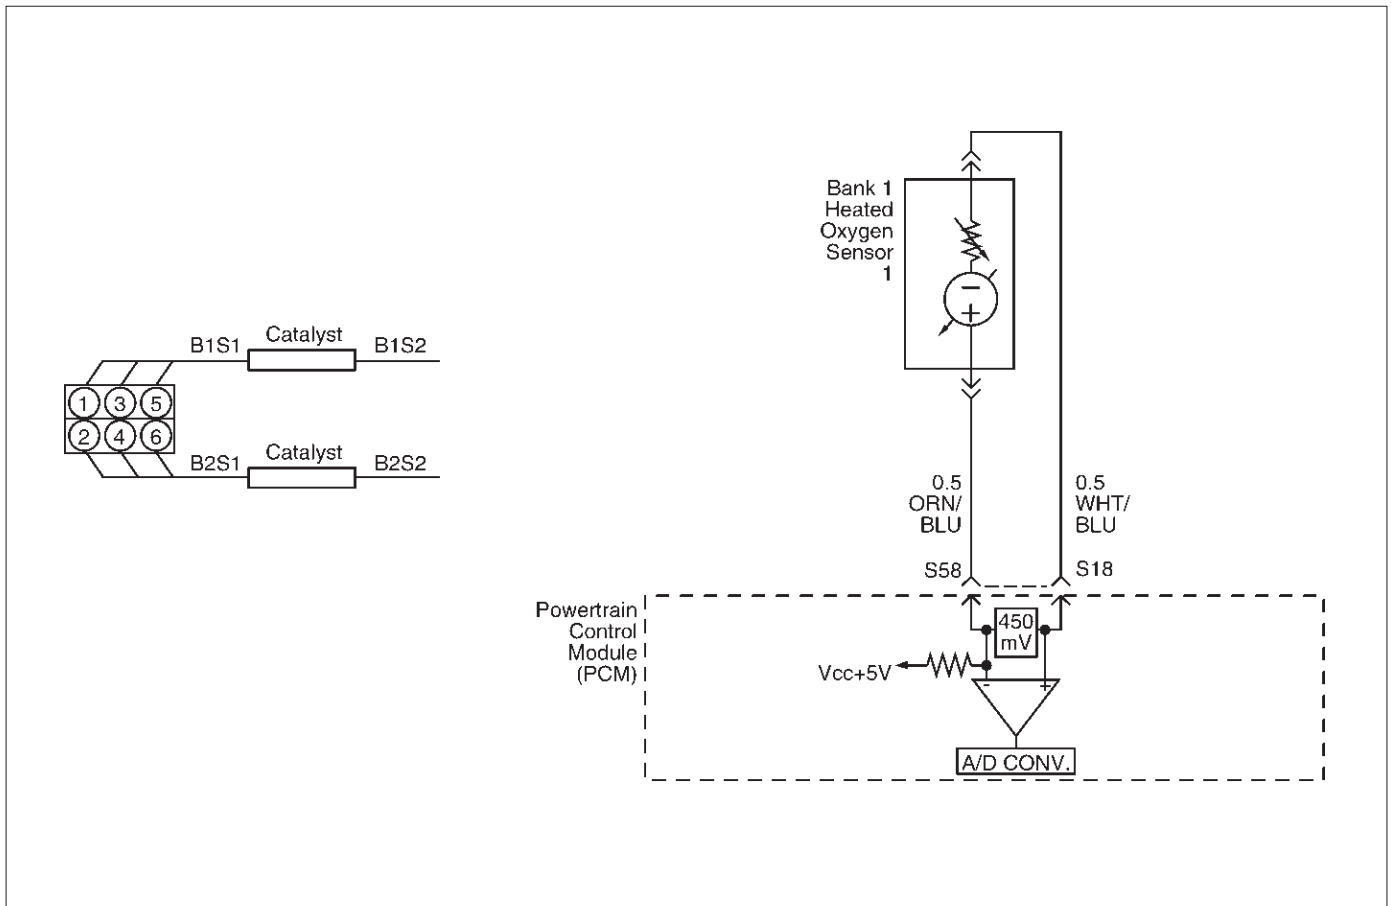 B1S1
Catalyst
B1S2
1 3 5
2 4 6
B2S1
Catalyst
B2S2
Bank 1
Heated
Oxygen
Sensor
1
0.5
ORN/
BLU
0.5
WHT/
BLU
S58
S18
Powertrain
Control
Module
(PCM)
450
mV
Vcc+5V
- +
A/D CONV.